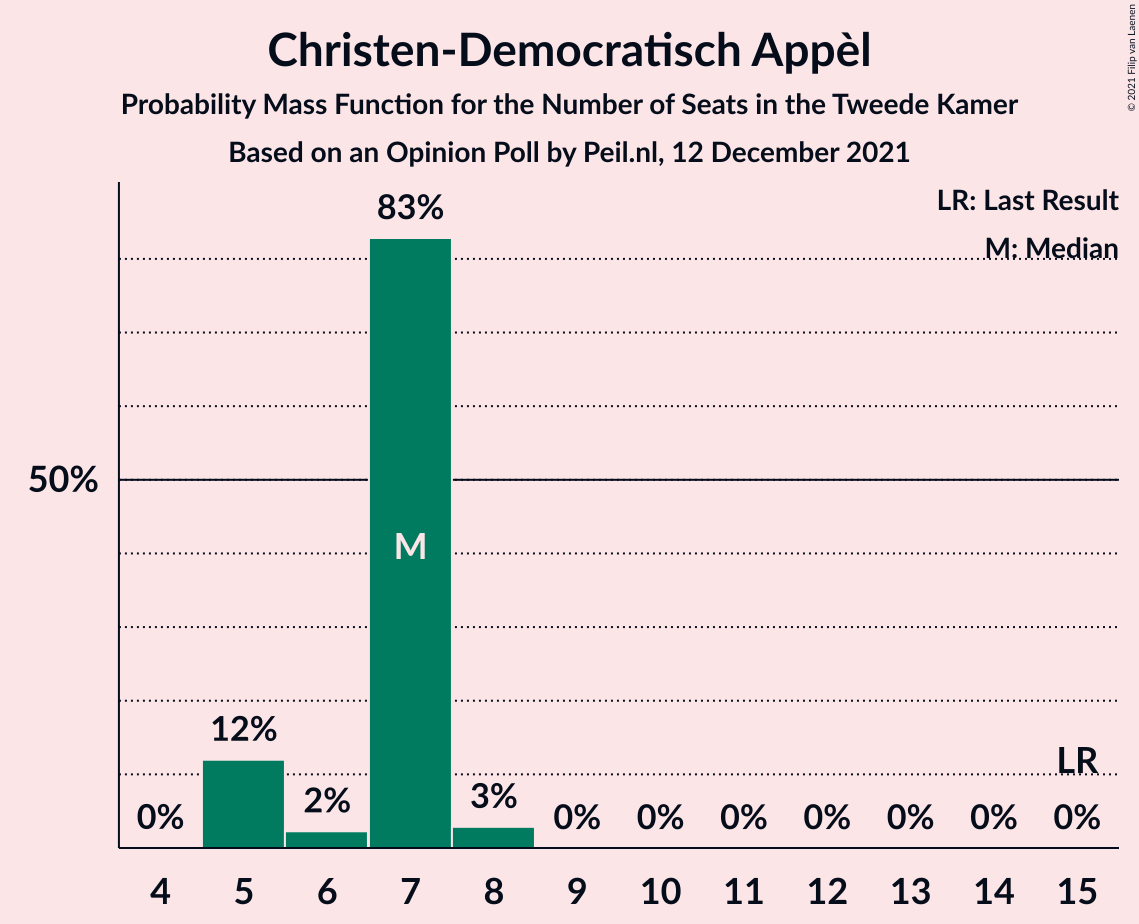 Christen-Democratisch Appèl
Probability Mass Function for the Number of Seats in the Tweede Kamer
Based on an Opinion Poll by Peil.nl, 12 December 2021
© 2021 Filip van Laenen
LR: Last Result
M: Median
83%
50%
M
12%
LR
0% 2% 3% 0% 0% 0% 0% 0% 0% 0%
4 5 6 7 8 9 10 11 12 13 14 15